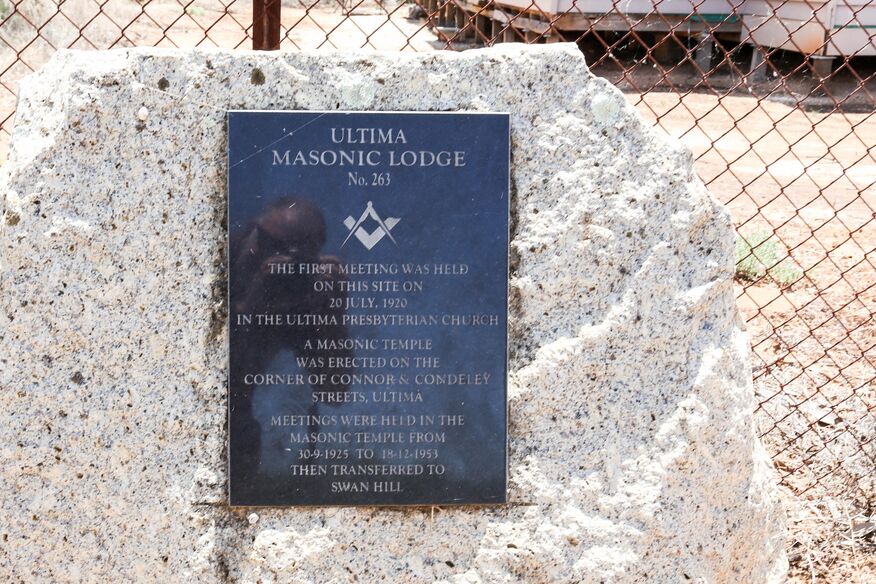 ULTIMA
MASONIC LODGE
No. 263
THE FIRST MEETING WAS HELD
ON THIS SITE ON
20 JULY, 1920
IN THE ULTIMA PRESBYTERIAN CHURCH
A MASONIC TEMPLE
WAS ERECTED ON THE
CORNER OF CONNOR & CONDELEY
STREETS, ULTIMA
MEETINGS WERE HELD IN THE
MASONIC TEMPLE FROM
30-9-1925 TO 18-12-1953
THEN TRANSFERRED TO
SWAN HILL